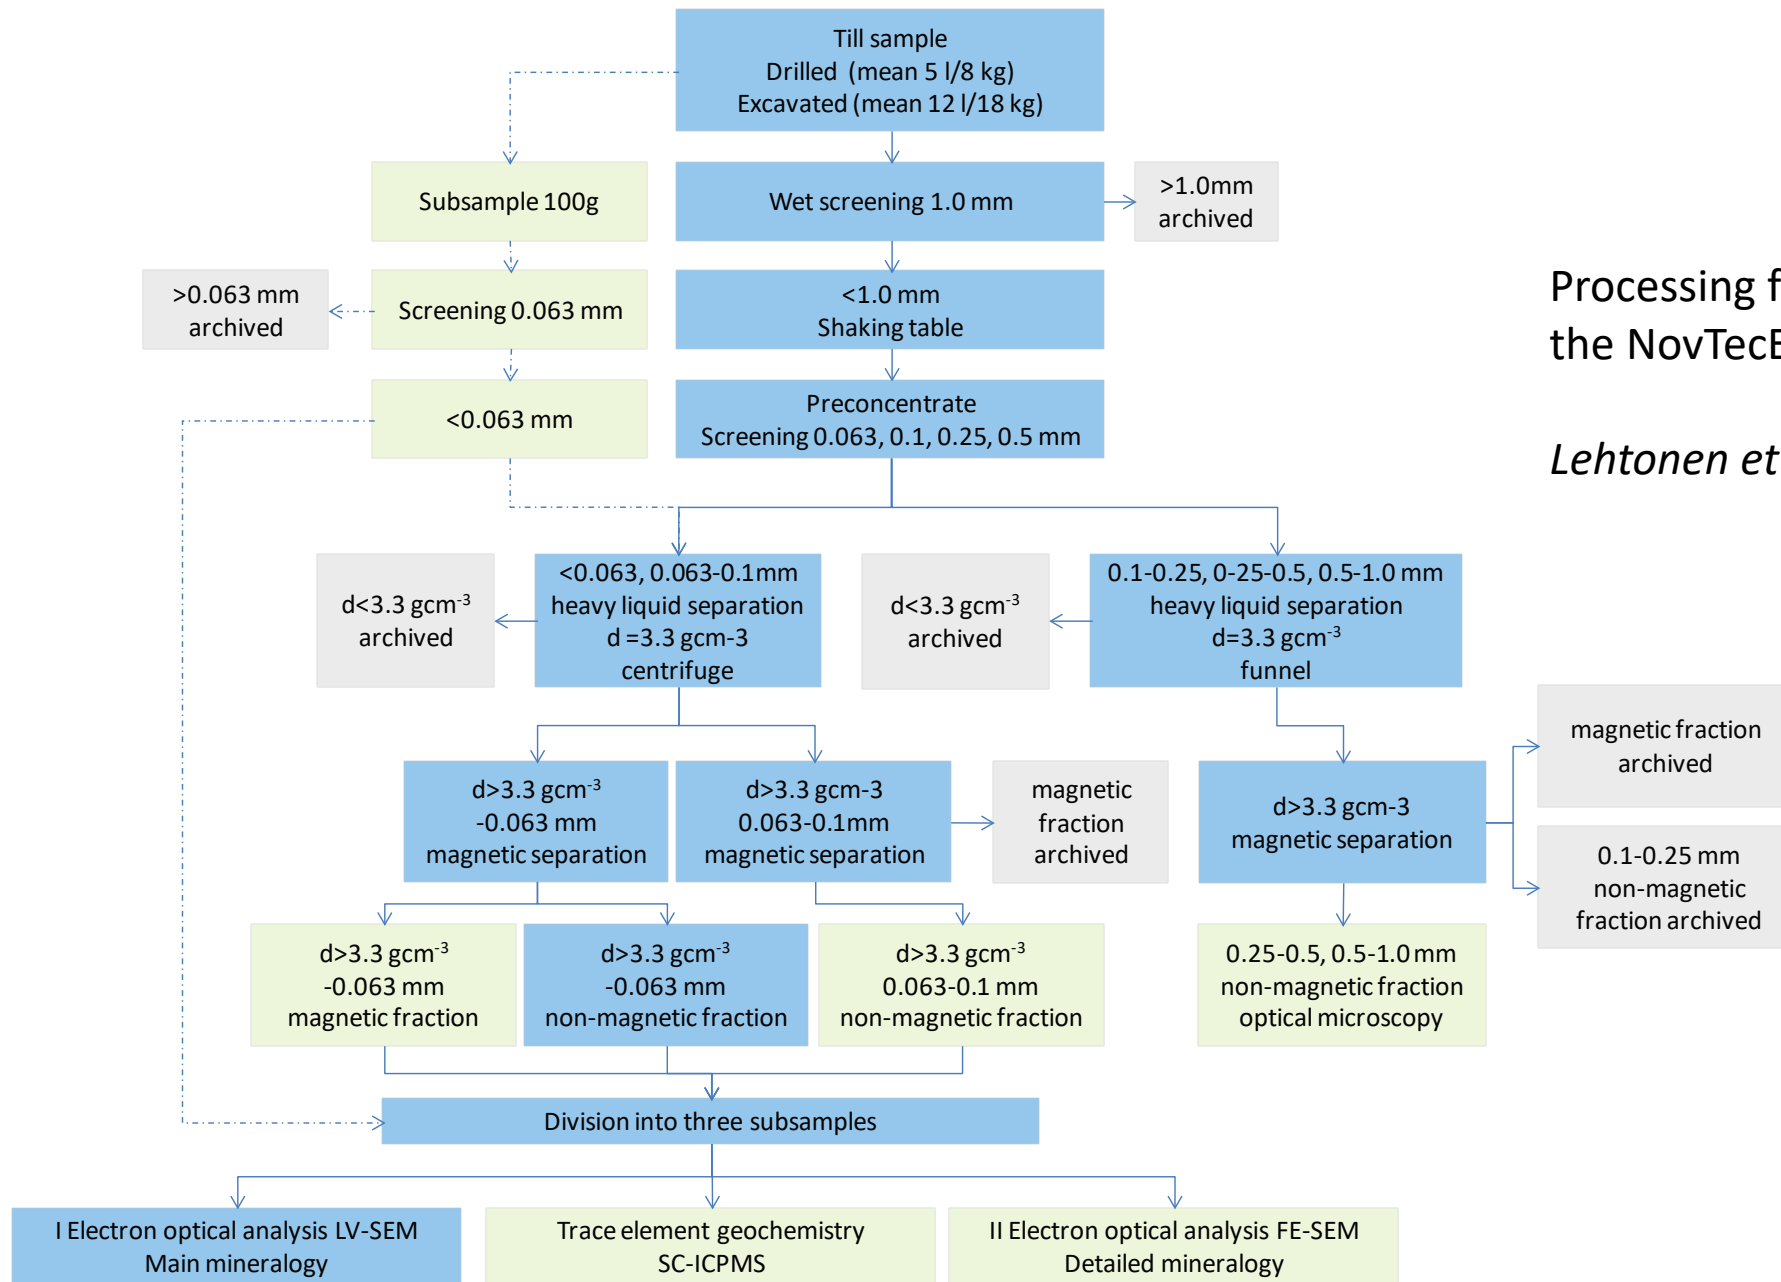 Till sample
Drilled (mean 5 l/8 kg)
Excavated (mean 12 l/18 kg)
Subsample 100g
Wet screening 1.0 mm
>1.0mm
archived
>0.063 mm
archived
Screening 0.063 mm
<1.0 mm
Shaking table
<0.063 mm
Preconcentrate
Screening 0.063, 0.1, 0.25, 0.5 mm
Processing
the
Lehtonen et
d<3.3 gcm-3
archived
<0.063, 0.063-0.1mm
heavy liquid separation
d =3.3 gcm-3
centrifuge
d<3.3 gcm-3
archived
0.1-0.25, 0-25-0.5, 0.5-1.0 mm
heavy liquid separation
d=3.3 gcm-3
funnel
d>3.3 gcm-3
-0.063 mm
magnetic separation
d>3.3 gcm-3
0.063-0.1mm
magnetic separation
magnetic
fraction
archived
d>3.3 gcm-3
magnetic separation
magnetic fraction
archived
0.1-0.25 mm
non-magnetic
fraction archived
d>3.3 gcm-3
-0.063 mm
magnetic fraction
d>3.3 gcm-3
-0.063 mm
non-magnetic fraction
d>3.3 gcm-3
0.063-0.1 mm
non-magnetic fraction
0.25-0.5, 0.5-1.0 mm
non-magnetic fraction
optical microscopy
Division into three subsamples
I Electron optical analysis LV-SEM
Main mineralogy
Trace element geochemistry
SC-ICPMS
II Electron optical analysis FE-SEM
Detailed mineralogy